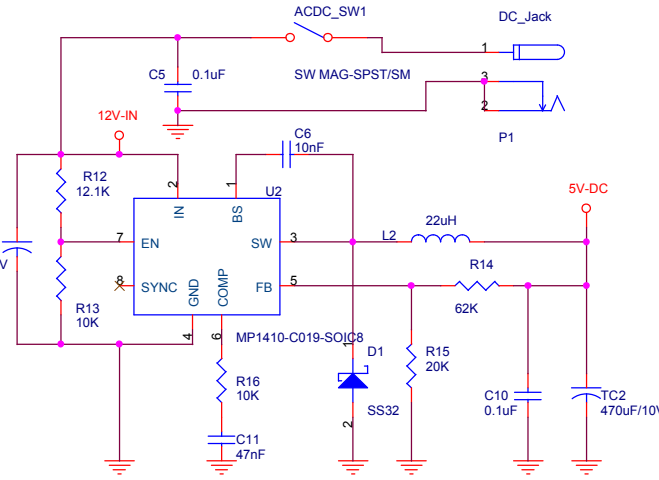 ACDC_SW1
DC_Jack
1
C5
0.1uF
SW MAG-SPST/SM
3
2
P1
12V-IN
C6
10nF
R12
12.1K
2
1
U2
5V-DC
IN
BS
22uH
7
EN
SW
3
L2
V
8
SYNC
GND
COMP
FB
5
R14
62K
R13
10K
4
6
MP1410-C019-SOIC8
1
D1
R15
20K
R16
10K
SS32
C10
0.1uF
TC2
470uF/10V
2
C11
47nF